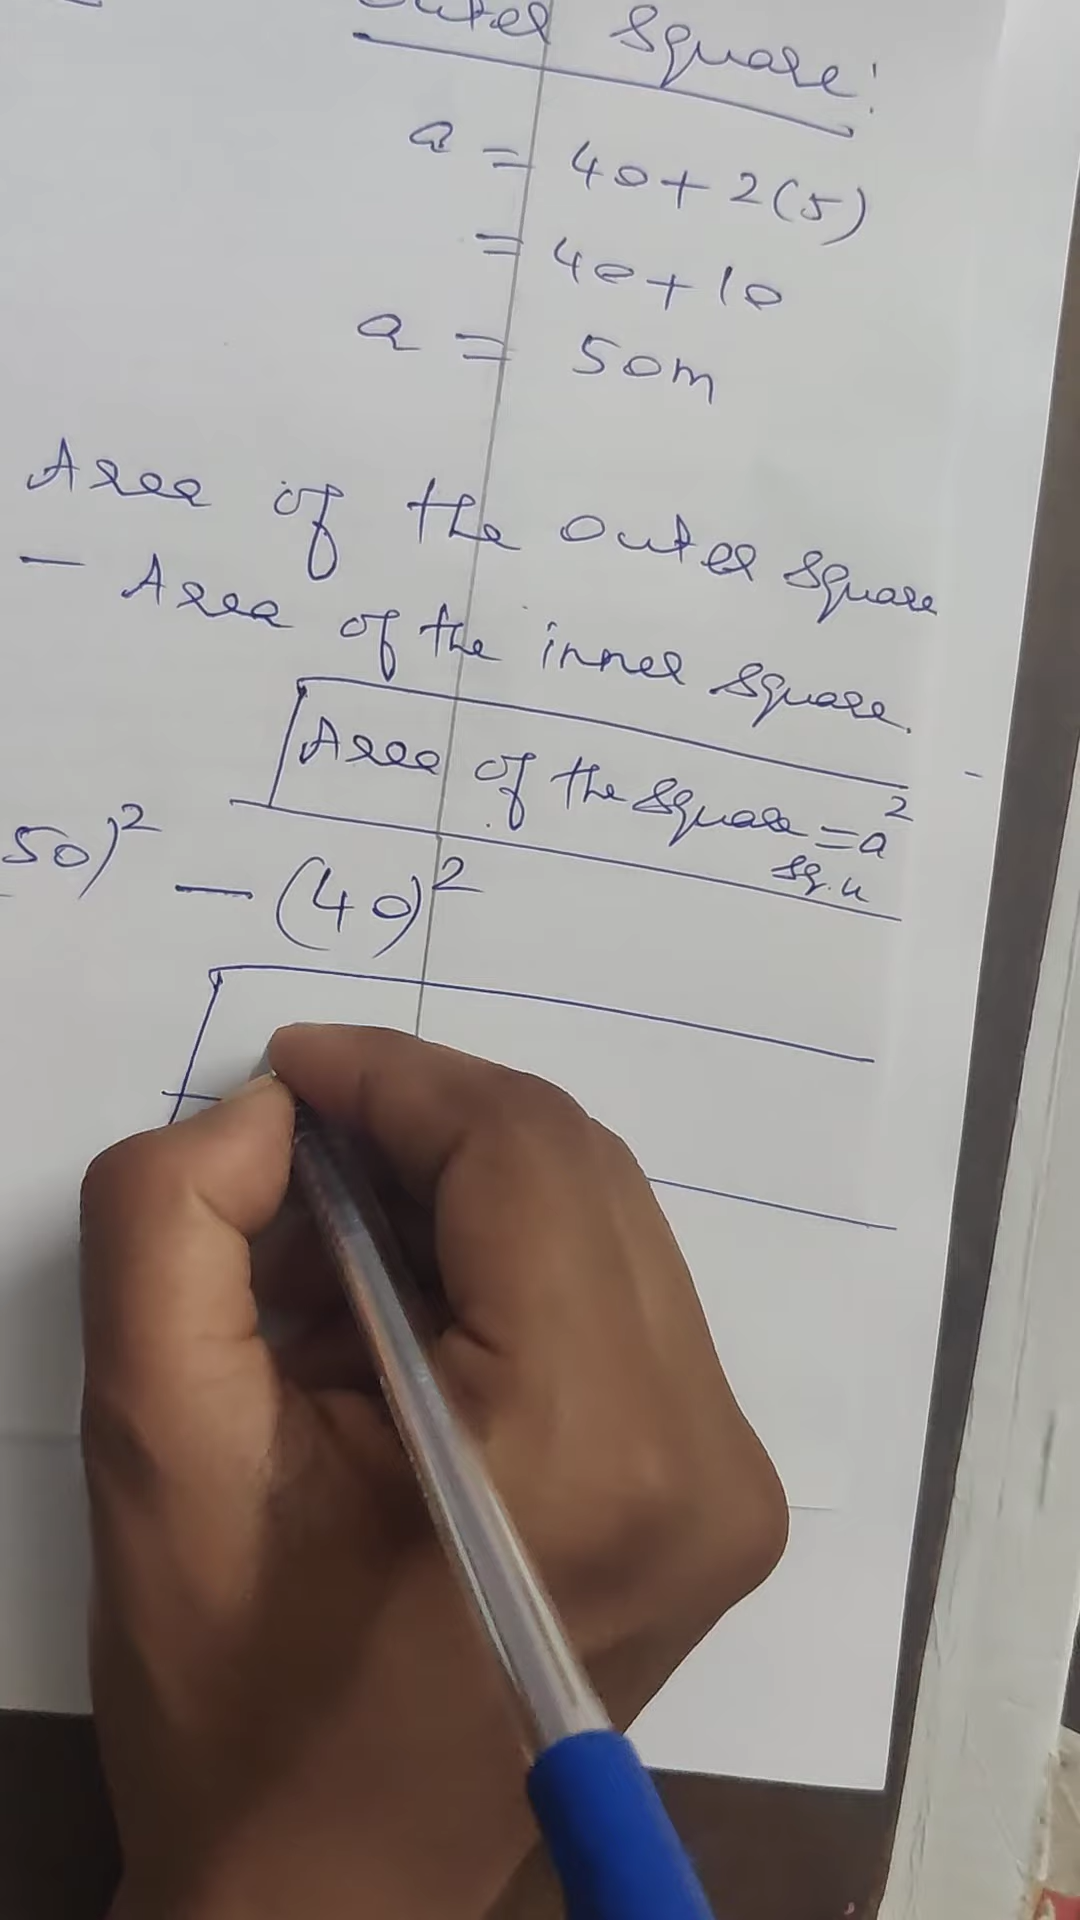 Outer Square:
a = 40 + 2(5)
= 40 + 10
a = 50m
Area of the outer square
- Area of the inner square.
Area of the square = a²
sq. u
50)² - (40)²